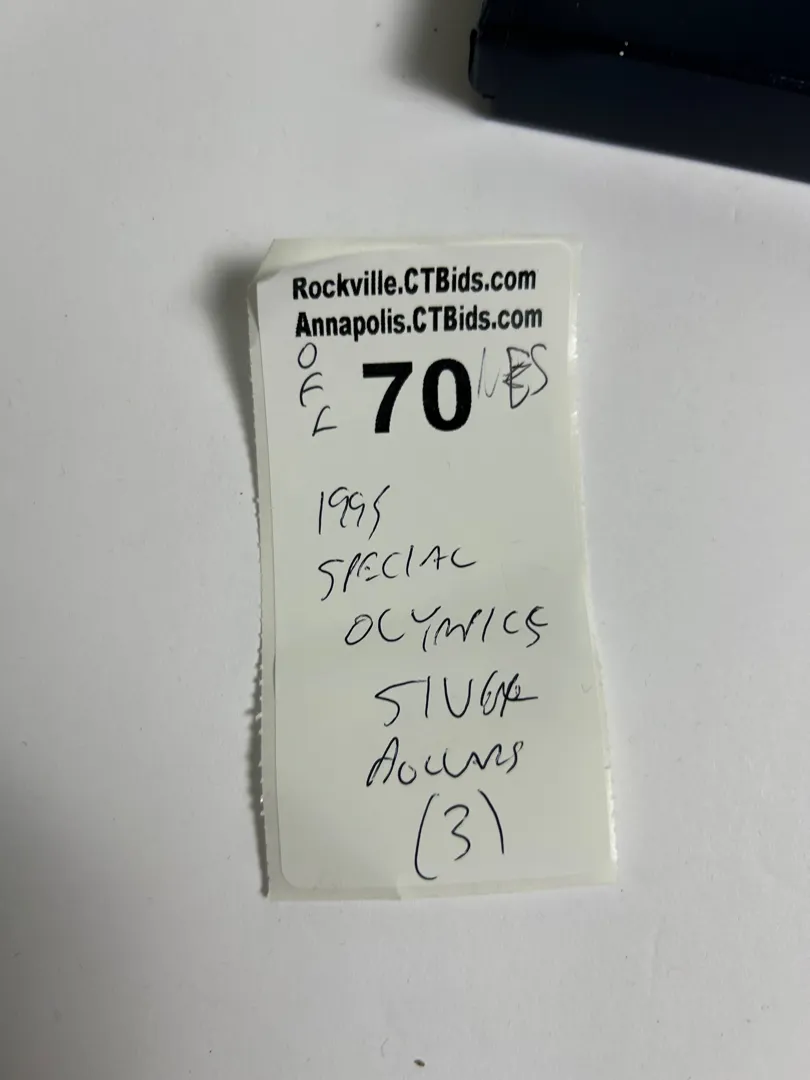 Rockville.CTBids.com
Annapolis.CTBids.com
O
F
L
70
1995
SPECIAL
OLYMPICS
SILVER
DOLLARS
(3)